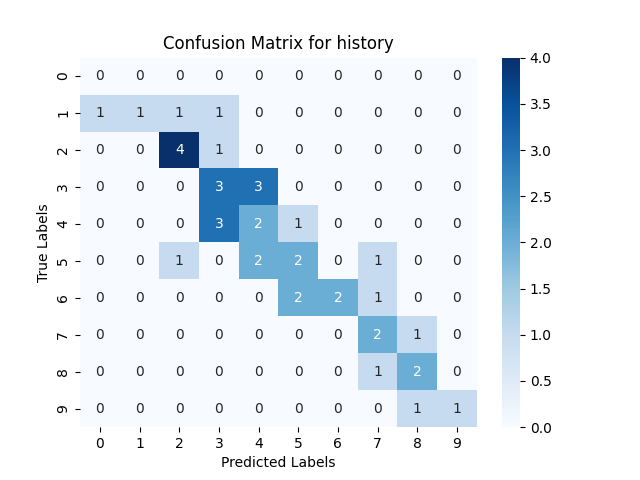 Confusion Matrix for history
True Labels
0 0 0 0 0 0 0 0 0 0 0
1 1 1 1 1 0 0 0 0 0 0
2 0 0 4 1 0 0 0 0 0 0
3 0 0 0 3 3 0 0 0 0 0
4 0 0 0 3 2 1 0 0 0 0
5 0 0 1 0 2 2 0 1 0 0
6 0 0 0 0 0 2 2 1 0 0
7 0 0 0 0 0 0 0 2 1 0
8 0 0 0 0 0 0 0 1 2 0
9 0 0 0 0 0 0 0 0 1 1
0 1 2 3 4 5 6 7 8 9
Predicted Labels
4.0
3.5
3.0
2.5
2.0
1.5
1.0
0.5
0.0